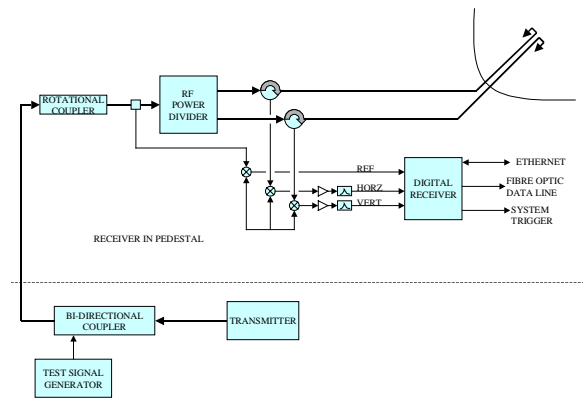 RF
POWER
DIVIDER
ROTATIONAL
COUPLER
REF
HORZ
VERT
DIGITAL
RECEIVER
ETHERNET
FIBRE OPTIC
DATA LINE
SYSTEM
TRIGGER
RECEIVER IN PEDESTAL
BI-DIRECTIONAL
COUPLER
TRANSMITTER
TEST SIGNAL
GENERATOR